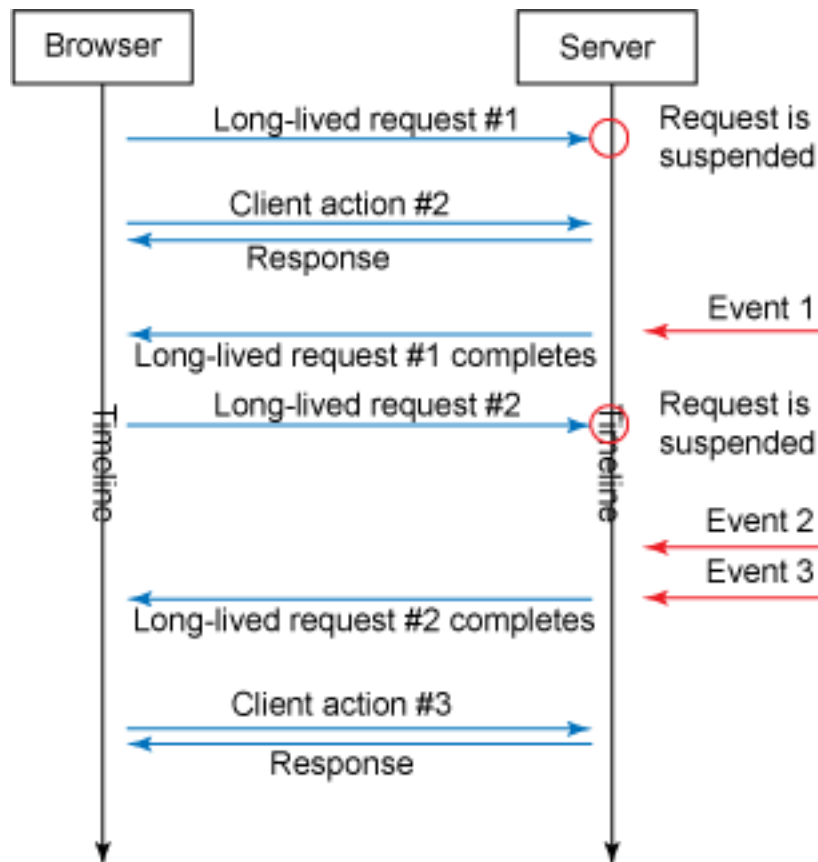 Browser
Server
Long-lived request #1
Request is
suspended
Client action #2
Response
Event 1
Long-lived request #1 completes
Long-lived request #2
Request is
suspended
Timeline
Timeline
Event 2
Event 3
Long-lived request #2 completes
Client action #3
Response